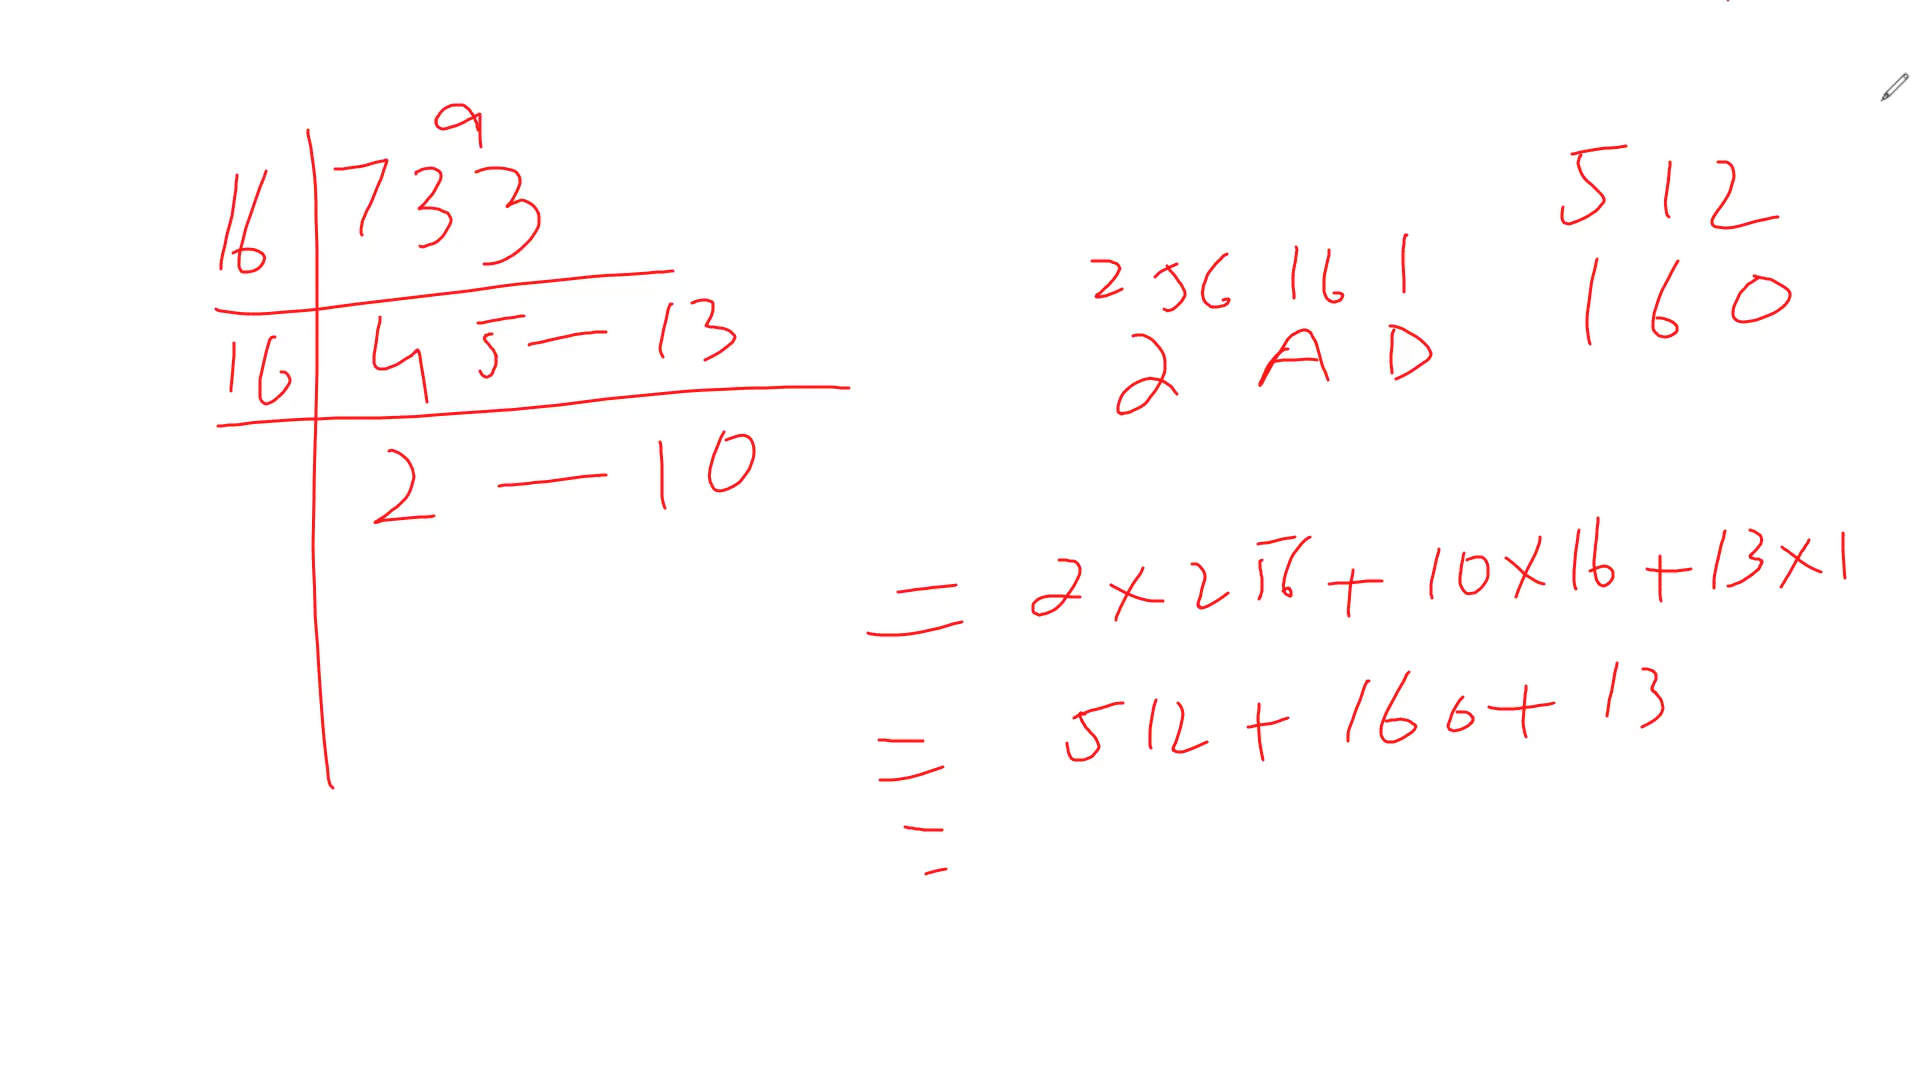 9
16 733
16 45 — 13
2 — 10
256 16 1
2 A D
512
160
= 2 × 256 + 10 × 16 + 13 × 1
= 512 + 160 + 13
=